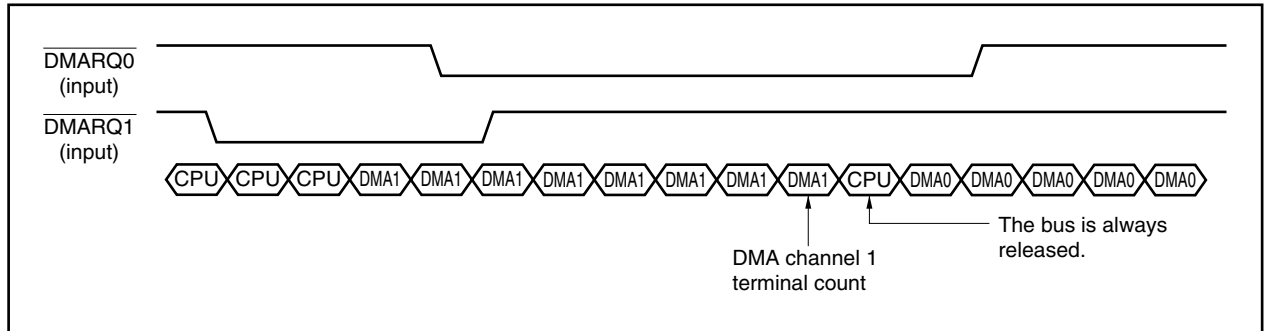 DMARQ0
(input)
DMARQ1
(input)
CPU CPU CPU DMA1 DMA1 DMA1 DMA1 DMA1 DMA1 DMA1 DMA1 CPU DMA0 DMA0 DMA0 DMA0 DMA0
The bus is always
released.
DMA channel 1
terminal count